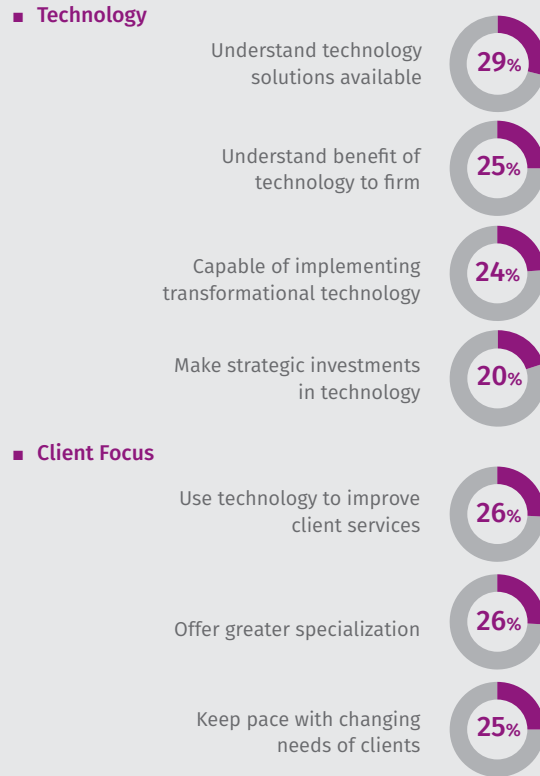 ■ Technology
Understand technology
solutions available
29%
Understand benefit of
technology to firm
25%
Capable of implementing
transformational technology
24%
Make strategic investments
in technology
20%
■ Client Focus
Use technology to improve
client services
26%
Offer greater specialization
26%
Keep pace with changing
needs of clients
25%